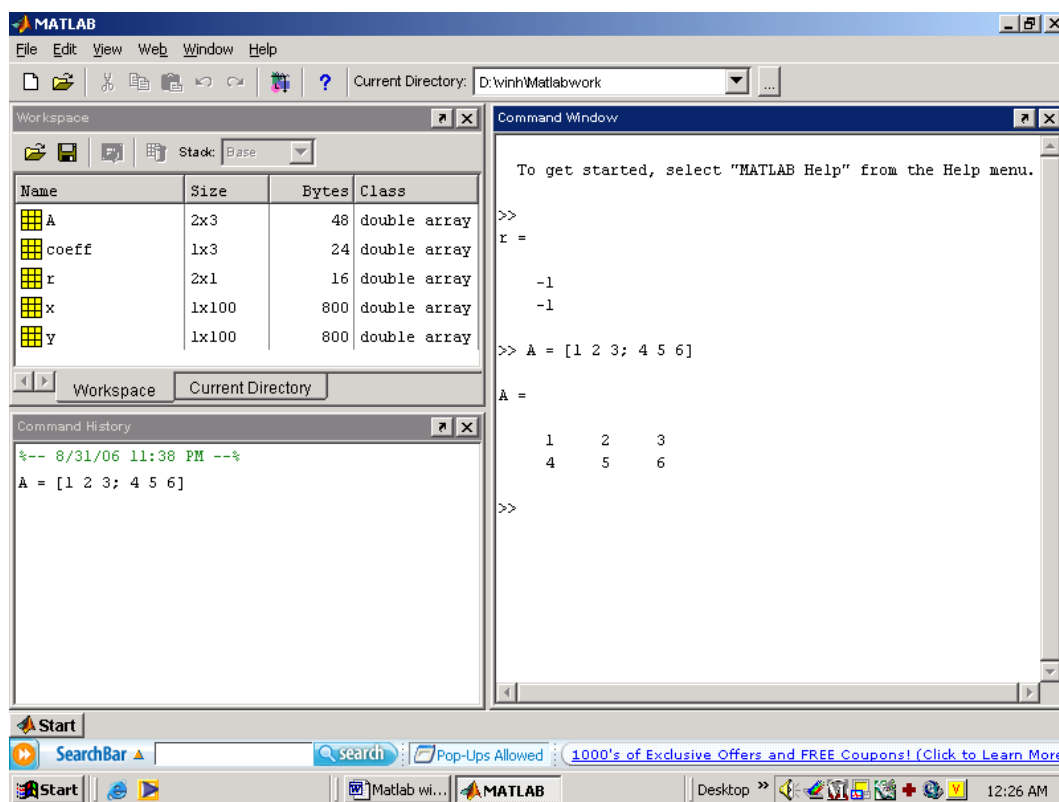 MATLAB
File Edit View Web Window Help
Current Directory: D:\vinh\Matlabwork ...
Workspace
Stack: Base
Name Size Bytes Class
A 2x3 48 double array
coeff 1x3 24 double array
r 2x1 16 double array
x 1x100 800 double array
y 1x100 800 double array
Workspace Current Directory
Command History
%-- 8/31/06 11:38 PM --%
A = [1 2 3; 4 5 6]
Command Window
To get started, select "MATLAB Help" from the Help menu.
>>
r =
-1
-1
>> A = [1 2 3; 4 5 6]
A =
1 2 3
4 5 6
>>
Start
SearchBar search Pop-Ups Allowed 1000's of Exclusive Offers and FREE Coupons! (Click to Learn More
Start Matlab wi... MATLAB Desktop » 12:26 AM